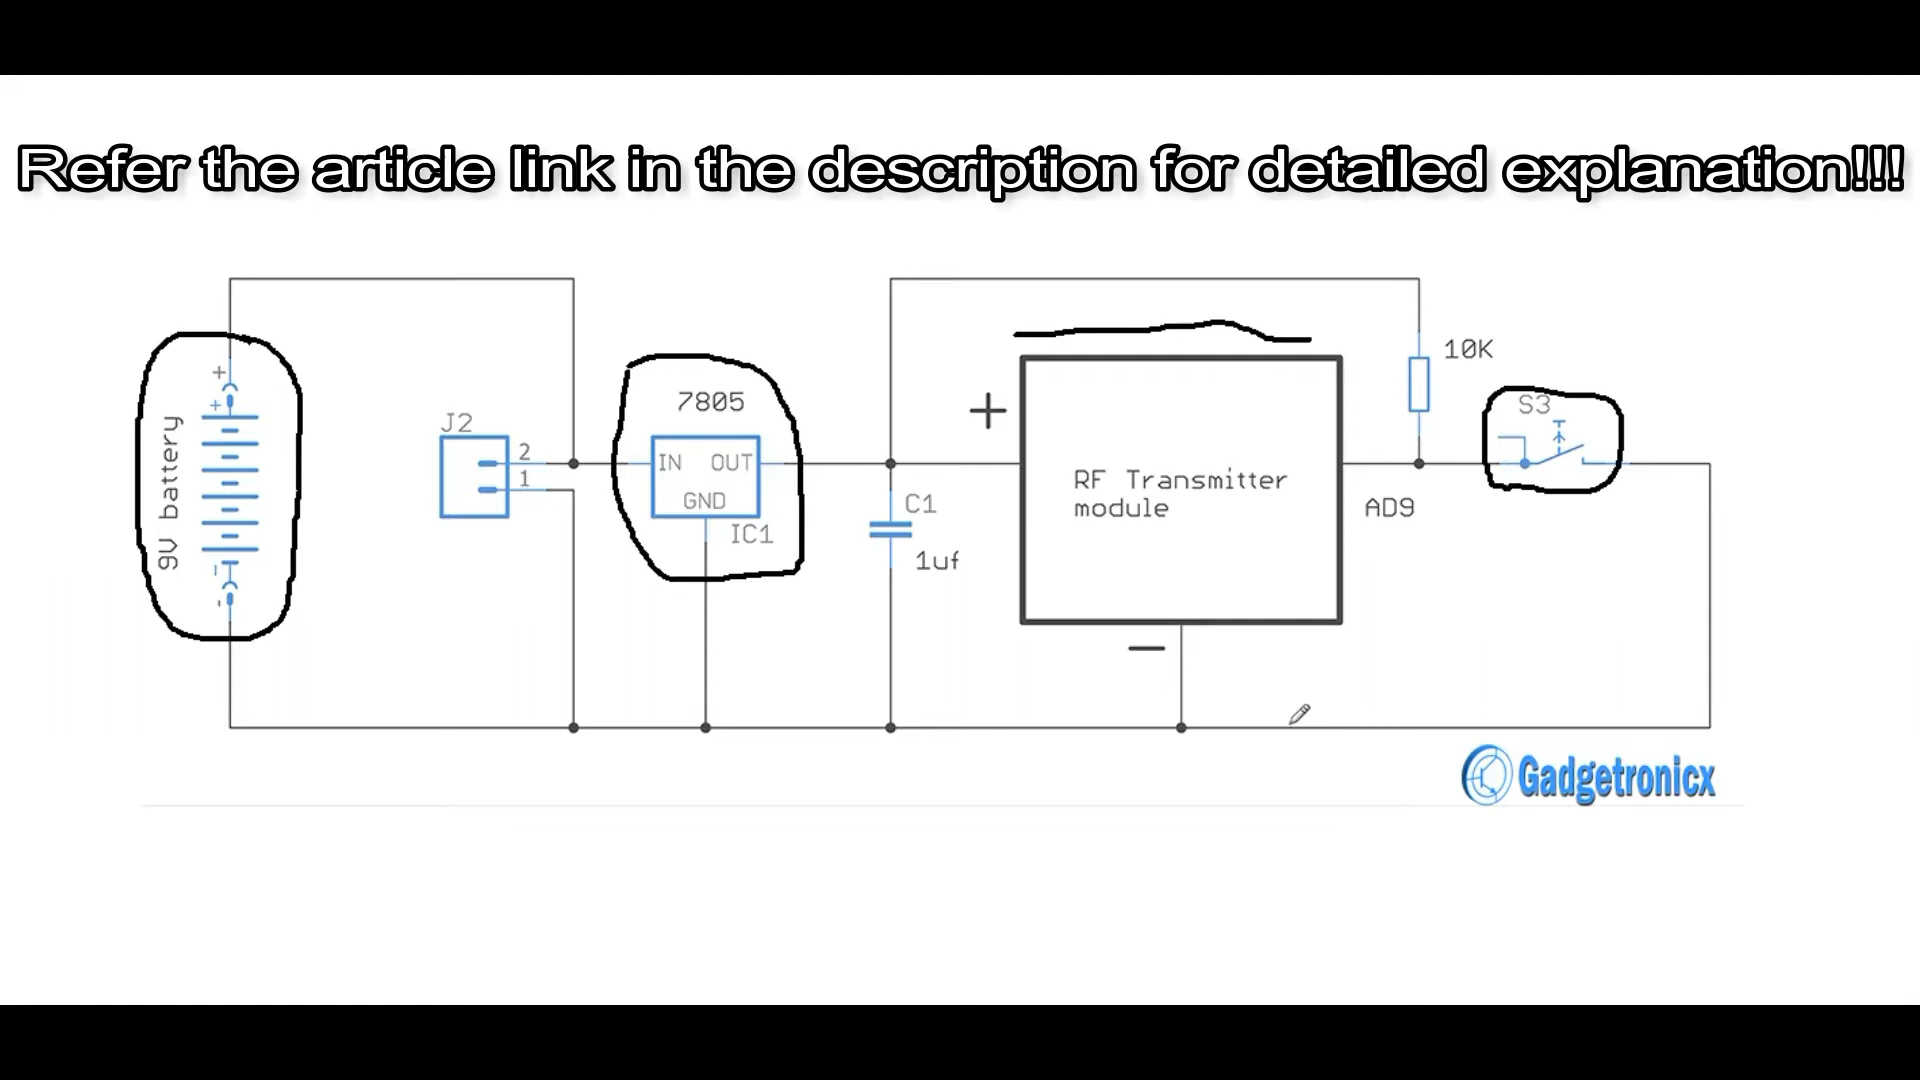 Refer the article link in the description for detailed explanation!!!
9V battery
+
+
-
-
J2
2
1
7805
IN OUT
GND
IC1
C1
1uf
+
RF Transmitter
module
−
10K
AD9
S3
Gadgetronicx